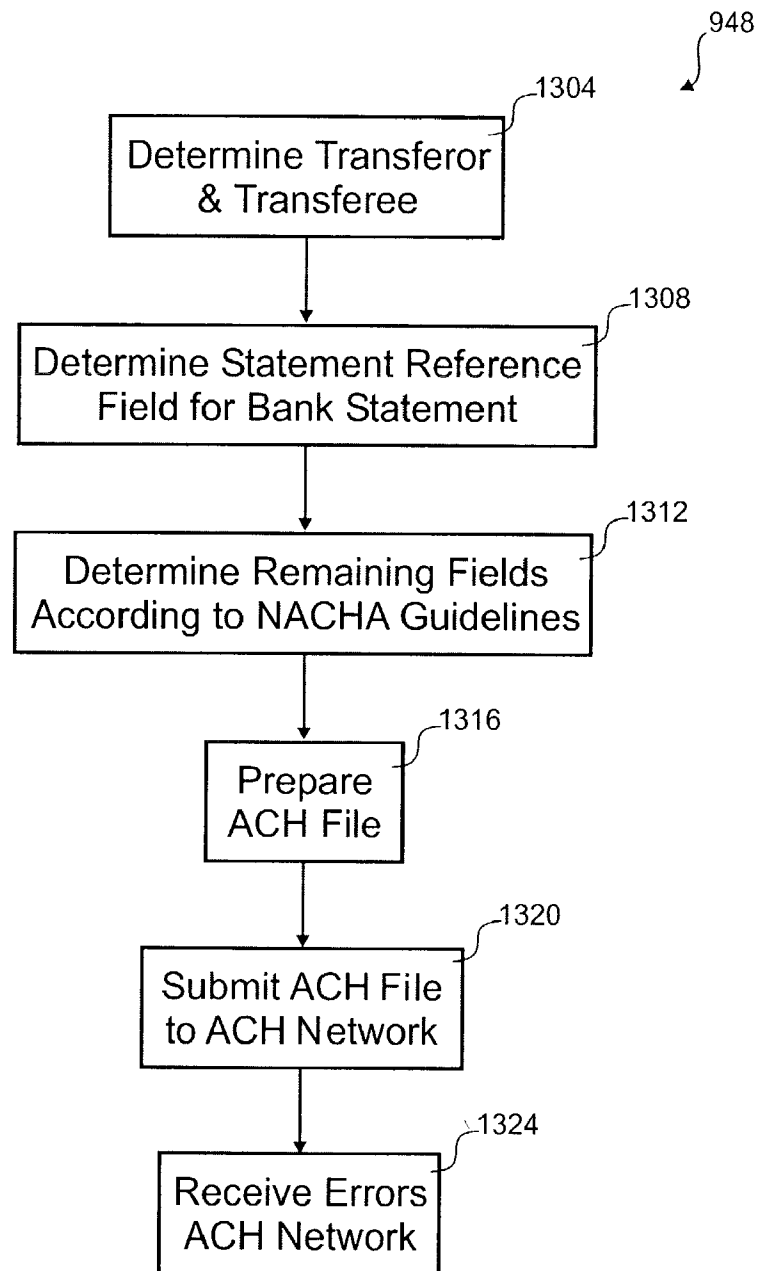 948
1304
Determine Transferor
& Transferee
1308
Determine Statement Reference
Field for Bank Statement
1312
Determine Remaining Fields
According to NACHA Guidelines
1316
Prepare
ACH File
1320
Submit ACH File
to ACH Network
1324
Receive Errors
ACH Network